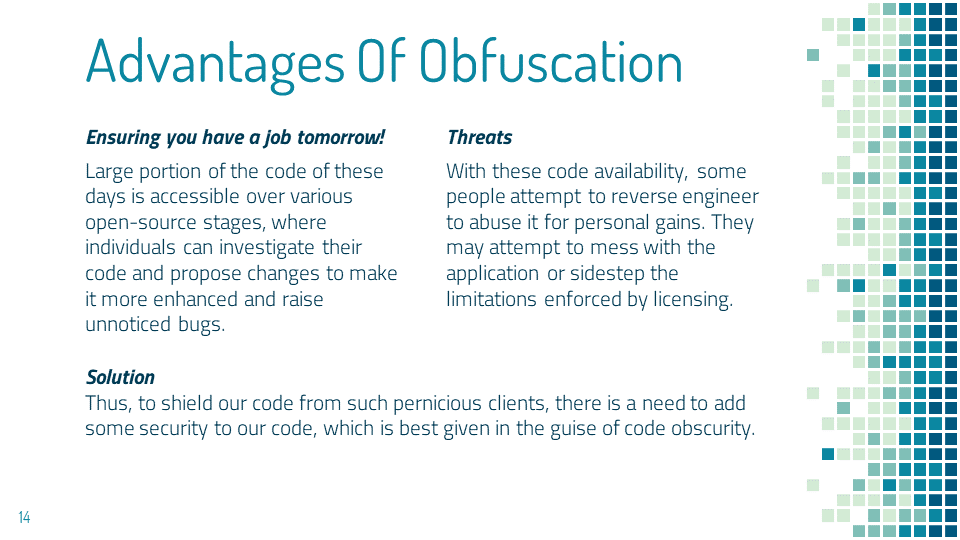 Advantages Of Obfuscation
Ensuring you have a job tomorrow!
Large portion of the code of these
days is accessible over various
open-source stages, where
individuals can investigate their
code and propose changes to make
it more enhanced and raise
unnoticed bugs.
Threats
With these code availability, some
people attempt to reverse engineer
to abuse it for personal gains. They
may attempt to mess with the
application or sidestep the
limitations enforced by licensing.
Solution
Thus, to shield our code from such pernicious clients, there is a need to add
some security to our code, which is best given in the guise of code obscurity.
14